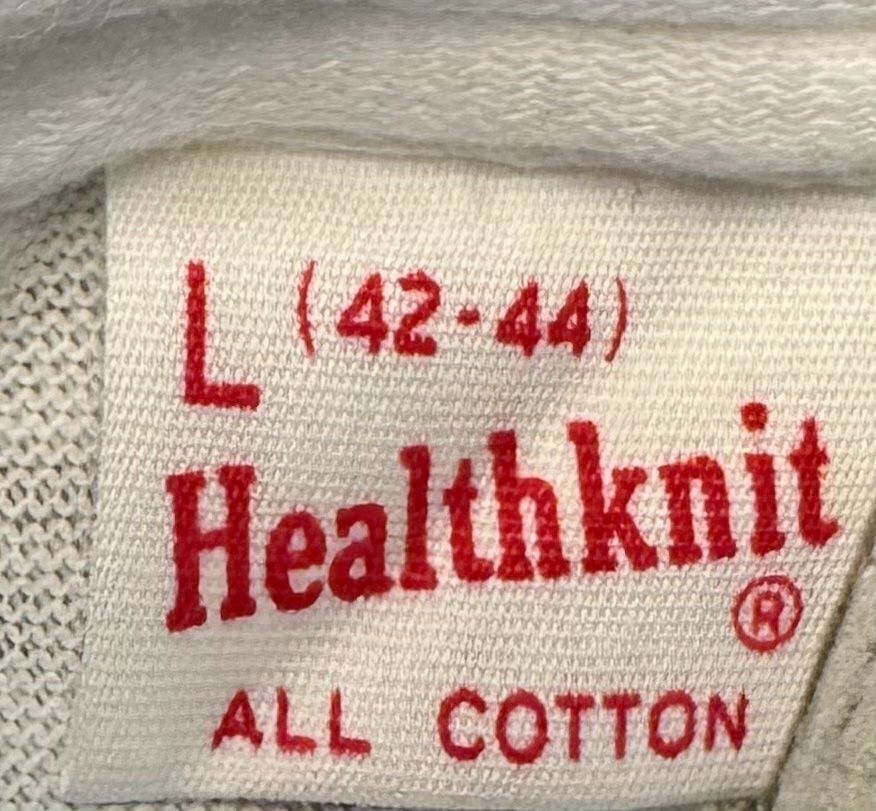 L (42-44)
Healthknit
®
ALL COTTON